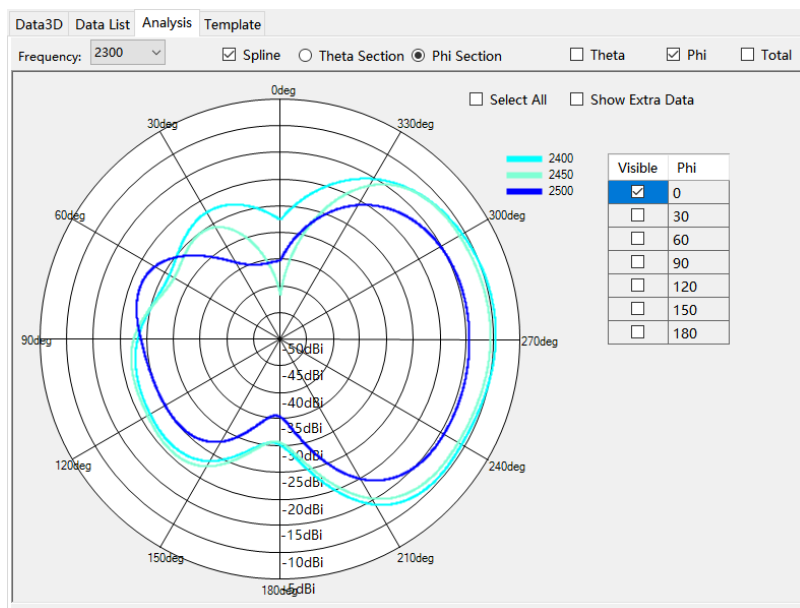 Data3D Data List Analysis Template
Frequency: 2300 Spline Theta Section Phi Section Theta Phi Total
Select All Show Extra Data
0deg
30deg 330deg
2400
2450
2500
Visible Phi
0
30
60
90
120
150
180
60deg 300deg
90deg 270deg
-50dBi
-45dBi
-40dBi
-35dBi
-30dBi
-25dBi
-20dBi
-15dBi
-10dBi
-5dBi
120deg 240deg
150deg 210deg
180deg